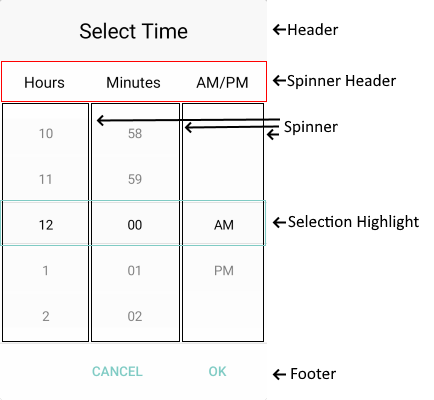 Select Time
Header
Hours Minutes AM/PM
Spinner Header
Spinner
10 58
11 59
12 00 AM
Selection Highlight
1 01 PM
2 02
CANCEL OK
Footer